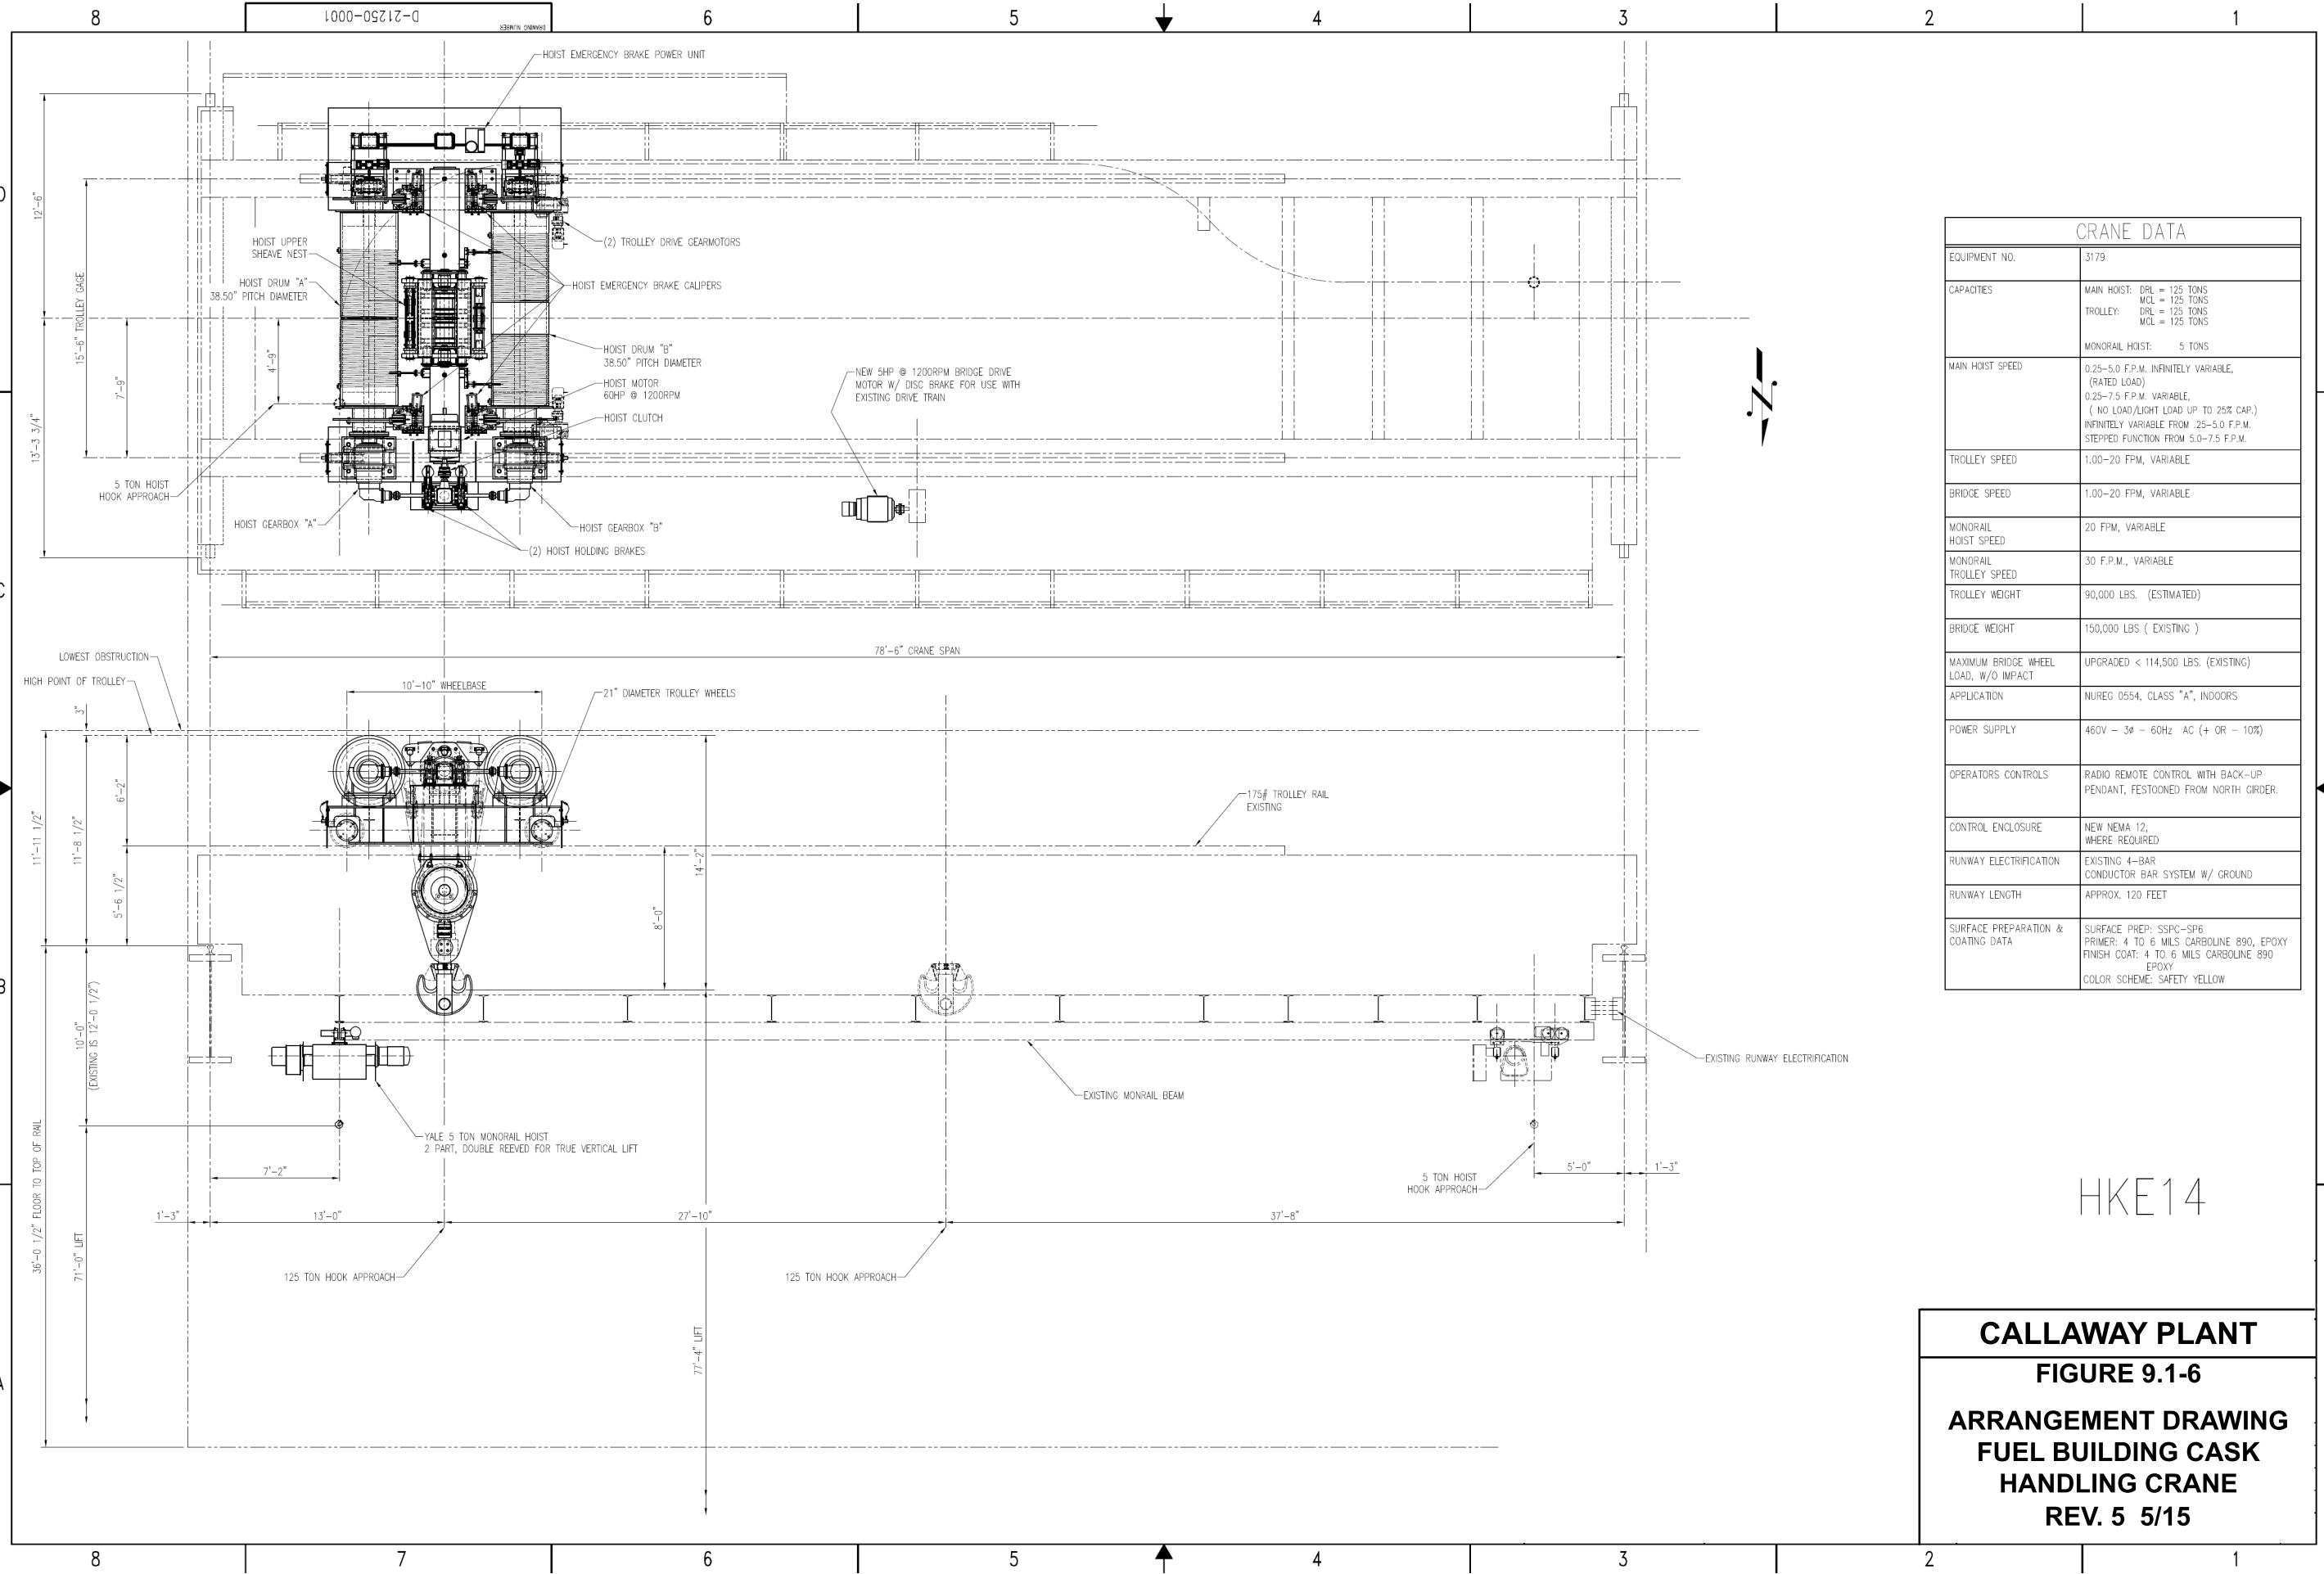 8
D-21250-0001
DRAWING NUMBER
6
5
4
3
2
1
D
C
B
A
HOIST EMERGENCY BRAKE POWER UNIT
12'-6"
15'-6" TROLLEY GAGE
7'-9"
4'-9"
13'-3 3/4"
HOIST UPPER
SHEAVE NEST
HOIST DRUM "A"
38.50" PITCH DIAMETER
(2) TROLLEY DRIVE GEARMOTORS
HOIST EMERGENCY BRAKE CALIPERS
HOIST DRUM "B"
38.50" PITCH DIAMETER
HOIST MOTOR
60HP @ 1200RPM
HOIST CLUTCH
NEW 5HP @ 1200RPM BRIDGE DRIVE
MOTOR W/ DISC BRAKE FOR USE WITH
EXISTING DRIVE TRAIN
5 TON HOIST
HOOK APPROACH
HOIST GEARBOX "A"
HOIST GEARBOX "B"
(2) HOIST HOLDING BRAKES
N
CRANE DATA
EQUIPMENT NO. 3179
CAPACITIES MAIN HOIST: DRL = 125 TONS
MCL = 125 TONS
TROLLEY: DRL = 125 TONS
MCL = 125 TONS
MONORAIL HOIST: 5 TONS
MAIN HOIST SPEED 0.25-5.0 F.P.M. INFINITELY VARIABLE,
(RATED LOAD)
0.25-7.5 F.P.M. VARIABLE,
( NO LOAD/LIGHT LOAD UP TO 25% CAP.)
INFINITELY VARIABLE FROM .25-5.0 F.P.M.
STEPPED FUNCTION FROM 5.0-7.5 F.P.M.
TROLLEY SPEED 1.00-20 FPM, VARIABLE
BRIDGE SPEED 1.00-20 FPM, VARIABLE
MONORAIL 20 FPM, VARIABLE
HOIST SPEED
MONORAIL 30 F.P.M., VARIABLE
TROLLEY SPEED
TROLLEY WEIGHT 90,000 LBS. (ESTIMATED)
BRIDGE WEIGHT 150,000 LBS ( EXISTING )
MAXIMUM BRIDGE WHEEL UPGRADED < 114,500 LBS. (EXISTING)
LOAD, W/O IMPACT
APPLICATION NUREG 0554, CLASS "A", INDOORS
POWER SUPPLY 460V - 3ø - 60Hz AC (+ OR - 10%)
OPERATORS CONTROLS RADIO REMOTE CONTROL WITH BACK-UP
PENDANT, FESTOONED FROM NORTH GIRDER.
CONTROL ENCLOSURE NEW NEMA 12,
WHERE REQUIRED
RUNWAY ELECTRIFICATION EXISTING 4-BAR
CONDUCTOR BAR SYSTEM W/ GROUND
RUNWAY LENGTH APPROX. 120 FEET
SURFACE PREPARATION & SURFACE PREP: SSPC-SP6
COATING DATA PRIMER: 4 TO 6 MILS CARBOLINE 890, EPOXY
FINISH COAT: 4 TO 6 MILS CARBOLINE 890
EPOXY
COLOR SCHEME: SAFETY YELLOW
78'-6" CRANE SPAN
LOWEST OBSTRUCTION
HIGH POINT OF TROLLEY
3"
10'-10" WHEELBASE
21" DIAMETER TROLLEY WHEELS
11'-11 1/2"
11'-8 1/2"
6'-2"
5'-6 1/2"
14'-2"
8'-0"
175# TROLLEY RAIL
EXISTING
10'-0"
(EXISTING IS 12'-0 1/2")
EXISTING RUNWAY ELECTRIFICATION
EXISTING MONRAIL BEAM
YALE 5 TON MONORAIL HOIST
2 PART, DOUBLE REEVED FOR TRUE VERTICAL LIFT
7'-2"
5'-0"
1'-3"
5 TON HOIST
HOOK APPROACH
36'-0 1/2" FLOOR TO TOP OF RAIL
71'-0" LIFT
1'-3"
13'-0"
27'-10"
37'-8"
125 TON HOOK APPROACH
125 TON HOOK APPROACH
77'-4" LIFT
HKE14
CALLAWAY PLANT
FIGURE 9.1-6
ARRANGEMENT DRAWING
FUEL BUILDING CASK
HANDLING CRANE
REV. 5 5/15
8
7
6
5
4
3
2
1